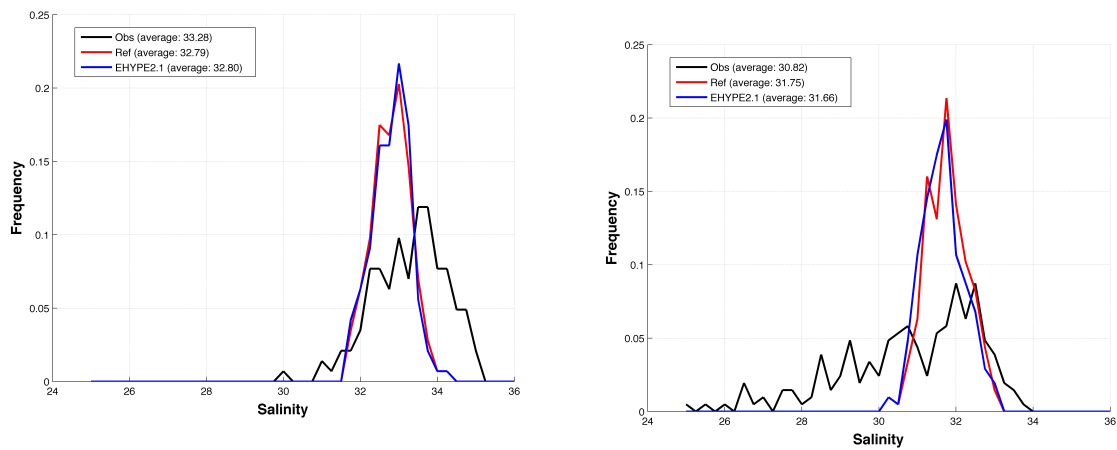 0.25
Obs (average: 33.28)
Ref (average: 32.79)
EHYPE2.1 (average: 32.80)
0.2
0.15
0.1
0.05
0
Frequency
24 26 28 30 32 34 36
Salinity
0.25
Obs (average: 30.82)
Ref (average: 31.75)
EHYPE2.1 (average: 31.66)
0.2
0.15
0.1
0.05
0
Frequency
24 26 28 30 32 34 36
Salinity